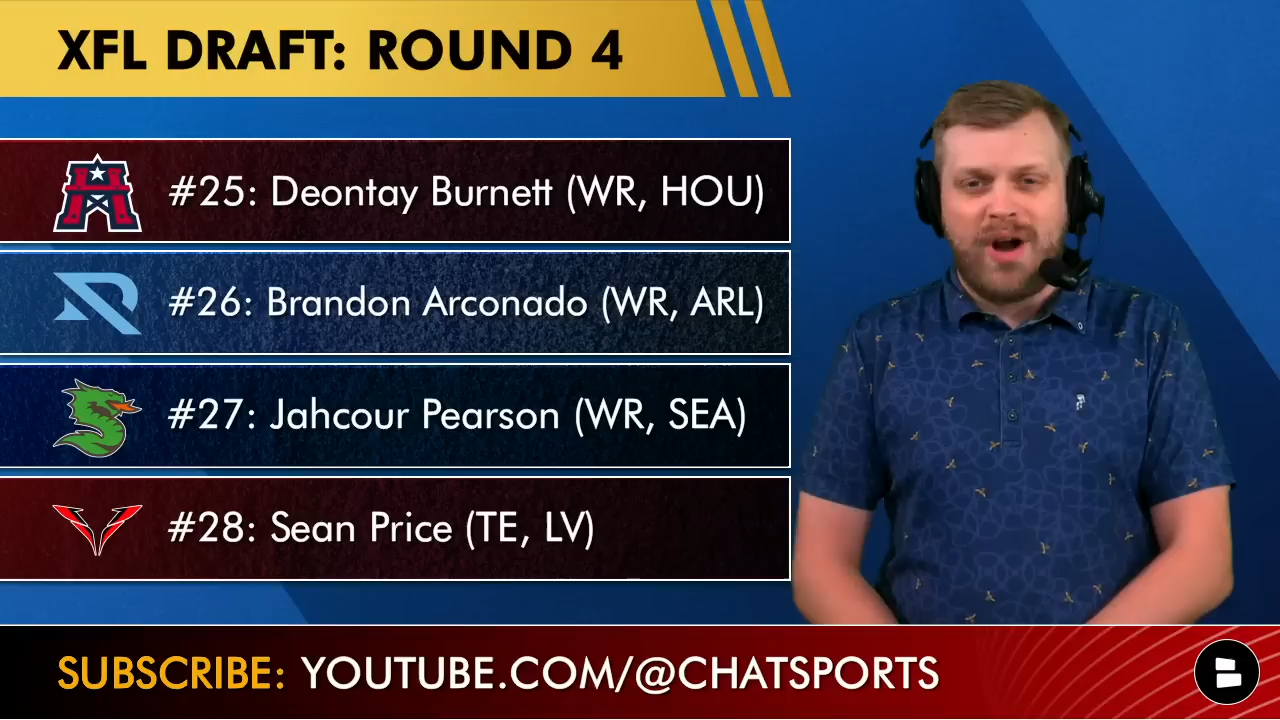 XFL DRAFT: ROUND 4
#25: Deontay Burnett (WR, HOU)
#26: Brandon Arconado (WR, ARL)
#27: Jahcour Pearson (WR, SEA)
#28: Sean Price (TE, LV)
SUBSCRIBE: YOUTUBE.COM/@CHATSPORTS